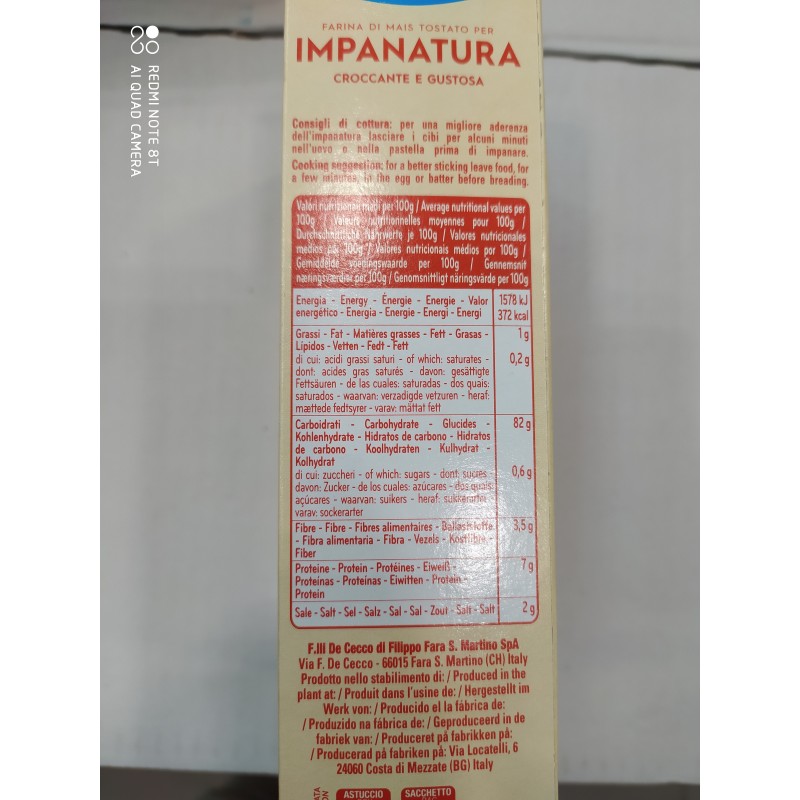 REDMI NOTE 8T
AI QUAD CAMERA
FARINA DI MAIS TOSTATO PER
IMPANATURA
CROCCANTE E GUSTOSA
Consigli di cottura: per una migliore aderenza
dell'impanatura lasciare i cibi per alcuni minuti
nell'uovo o nella pastella prima di impanare.
Cooking suggestion: for a better sticking leave food, for
a few minutes, in the egg or batter before breading.
Valori nutrizionali medi per 100g / Average nutritional values per
100g / Valeurs nutritionnelles moyennes pour 100g /
Durchschnittliche Nährwerte je 100g / Valores nutricionales
medios por 100g / Valores nutricionais médios por 100g /
Gemiddelde voedingswaarde per 100g / Gennemsnit
næringsværdier per 100g / Genomsnittligt näringsvärde per 100g
Energia - Energy - Énergie - Energie - Valor 1578 kJ
energético - Energia - Energie - Energi - Energi 372 kcal
Grassi - Fat - Matières grasses - Fett - Grasas - 1 g
Lípidos - Vetten - Fedt - Fett
di cui: acidi grassi saturi - of which: saturates - 0,2 g
dont: acides gras saturés - davon: gesättigte
Fettsäuren - de las cuales: saturadas - dos quais:
saturados - waarvan: verzadigde vetzuren - heraf:
mættede fedtsyrer - varav: mättat fett
Carboidrati - Carbohydrate - Glucides - 82 g
Kohlenhydrate - Hidratos de carbono - Hidratos
de carbono - Koolhydraten - Kulhydrat -
Kolhydrat
di cui: zuccheri - of which: sugars - dont: sucres - 0,6 g
davon: Zucker - de los cuales: azúcares - dos quais:
açúcares - waarvan: suikers - heraf: sukkerarter -
varav: sockerarter
Fibre - Fibre - Fibres alimentaires - Ballaststoffe 3,5 g
- Fibra alimentaria - Fibra - Vezels - Kostfibre -
Fiber
Proteine - Protein - Protéines - Eiweiß - 7 g
Proteínas - Proteínas - Eiwitten - Protein -
Protein
Sale - Salt - Sel - Salz - Sal - Sal - Zout - Salt - Salt 2 g
F.lli De Cecco di Filippo Fara S. Martino SpA
Via F. De Cecco - 66015 Fara S. Martino (CH) Italy
Prodotto nello stabilimento di: / Produced in the
plant at: / Produit dans l'usine de: / Hergestellt im
Werk von: / Producido el la fábrica de:
/ Produzido na fábrica de: / Geproduceerd in de
fabriek van: / Produceret på fabrikken på:
/ Producerad på fabriken på: Via Locatelli, 6
24060 Costa di Mezzate (BG) Italy
ASTUCCIO SACCHETTO